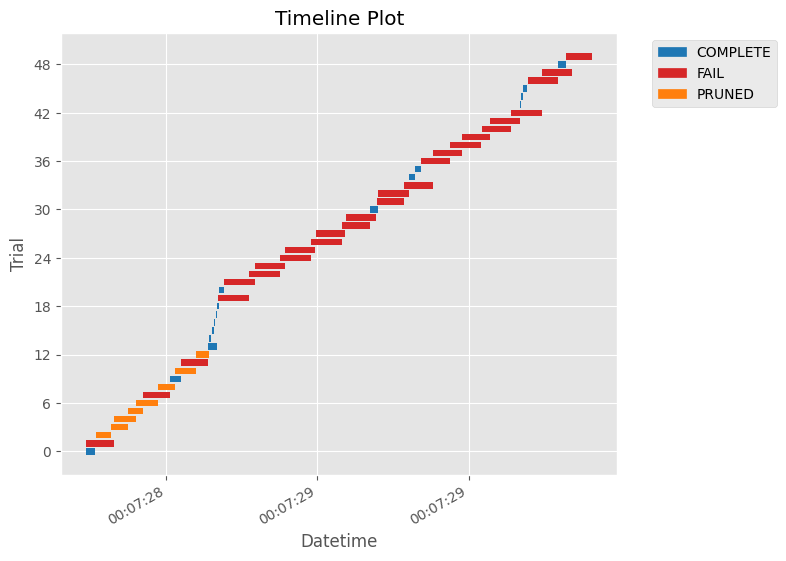 Timeline Plot
COMPLETE
FAIL
PRUNED
48
42
36
30
24
18
12
6
0
Trial
00:07:28
00:07:29
00:07:29
Datetime